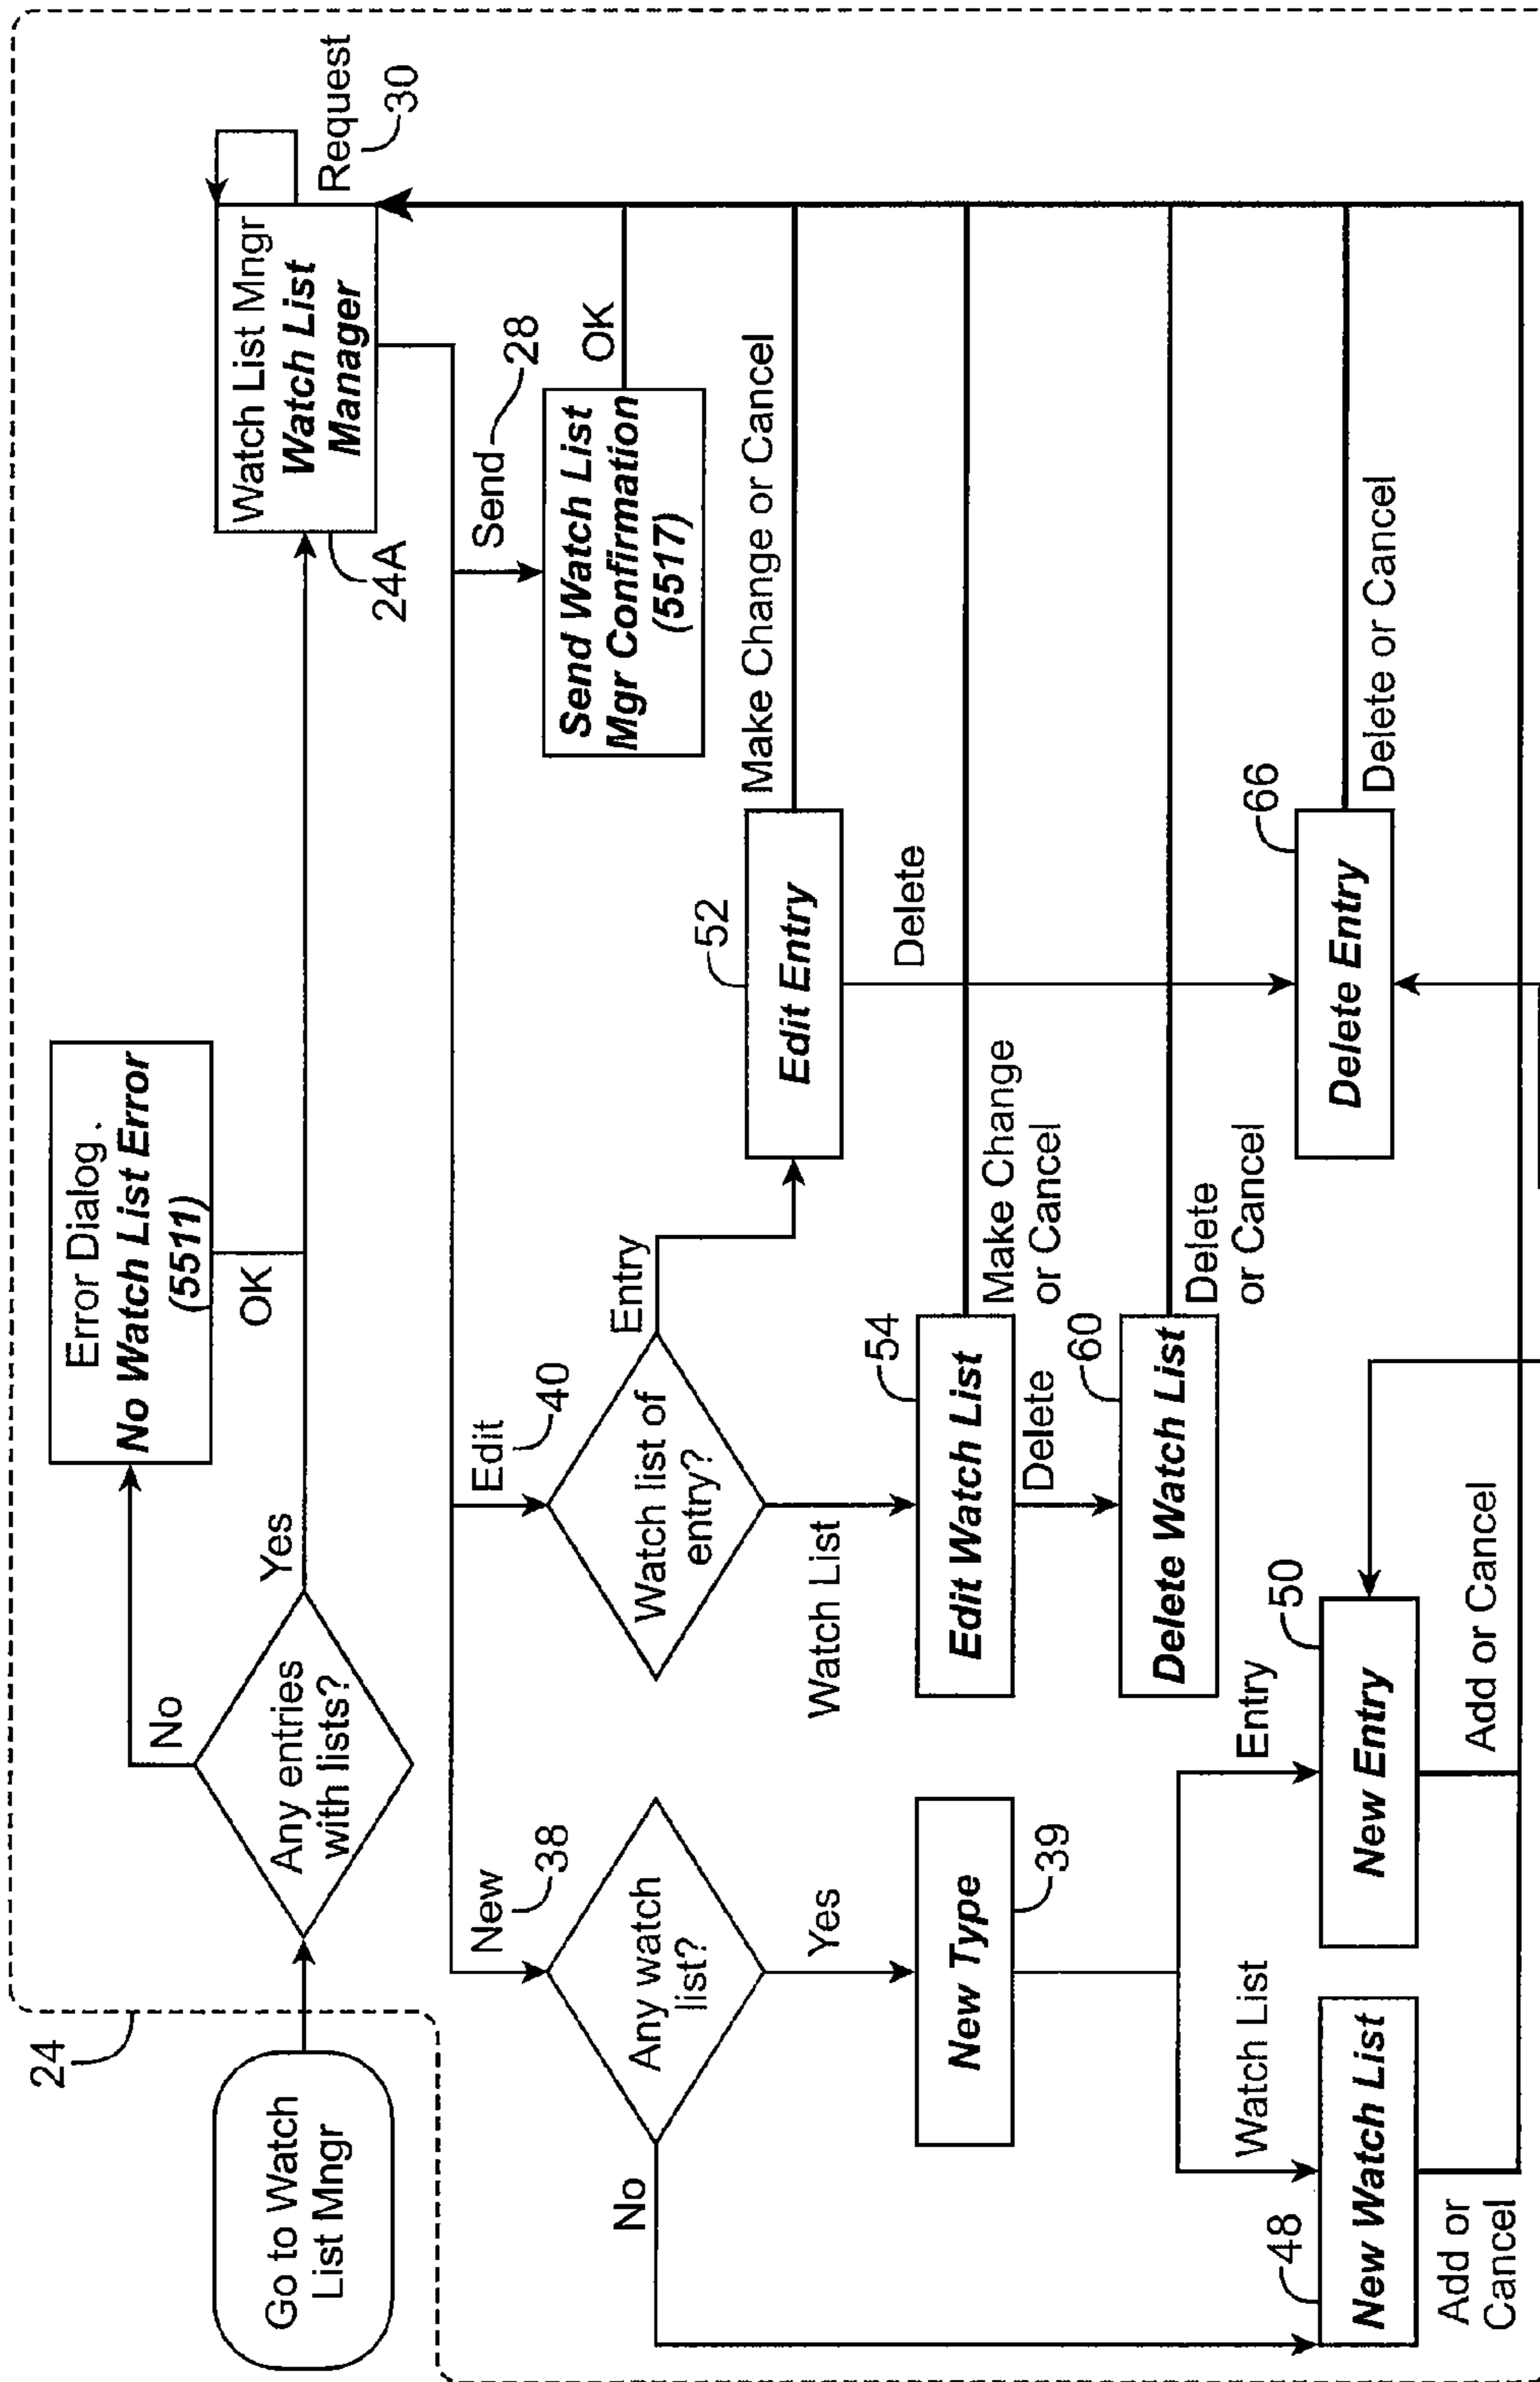 24
Go to Watch
List Mngr
Any entries
with lists?
No
Yes
Error Dialog.
No Watch List Error
(5511)
OK
Watch List Mngr
Watch List
Manager
24A
Request
30
New
38
Edit
40
Send
28
Any watch
list?
No
Yes
Watch list of
entry?
Entry
Watch List
Send Watch List
Mgr Confirmation
(5517)
OK
52
Edit Entry
Make Change or Cancel
Delete
New Type
39
54
Edit Watch List
Make Change
or Cancel
Delete
60
Delete Watch List
Delete
or Cancel
66
Delete Entry
Delete or Cancel
Watch List
Entry
48
New Watch List
Add or
Cancel
50
New Entry
Add or Cancel